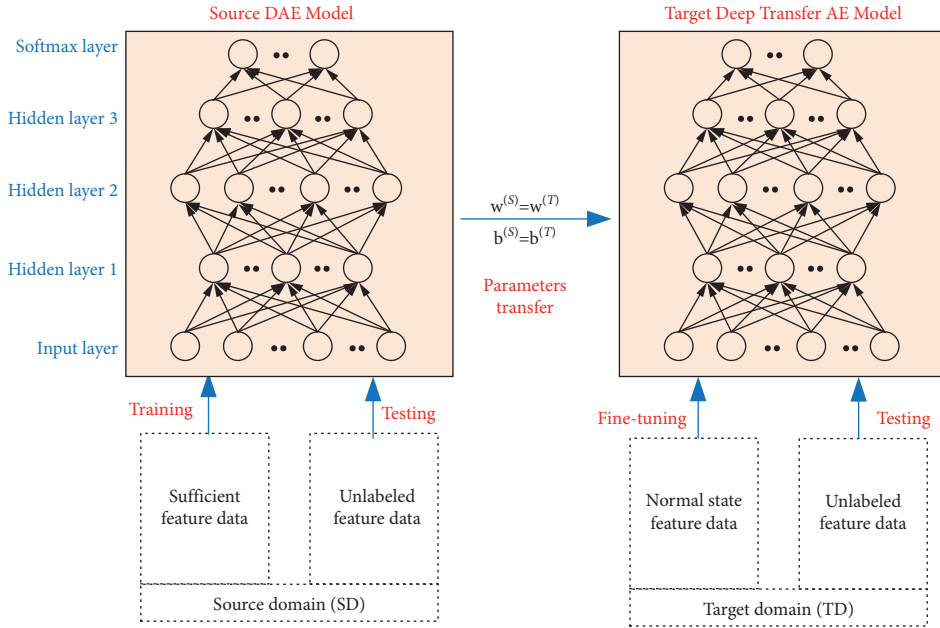 Source DAE Model
Target Deep Transfer AE Model
Softmax layer
Hidden layer 3
Hidden layer 2
Hidden layer 1
Input layer
w^(S)=w^(T)
b^(S)=b^(T)
Parameters
transfer
Training
Testing
Fine-tuning
Testing
Sufficient
feature data
Unlabeled
feature data
Normal state
feature data
Unlabeled
feature data
Source domain (SD)
Target domain (TD)